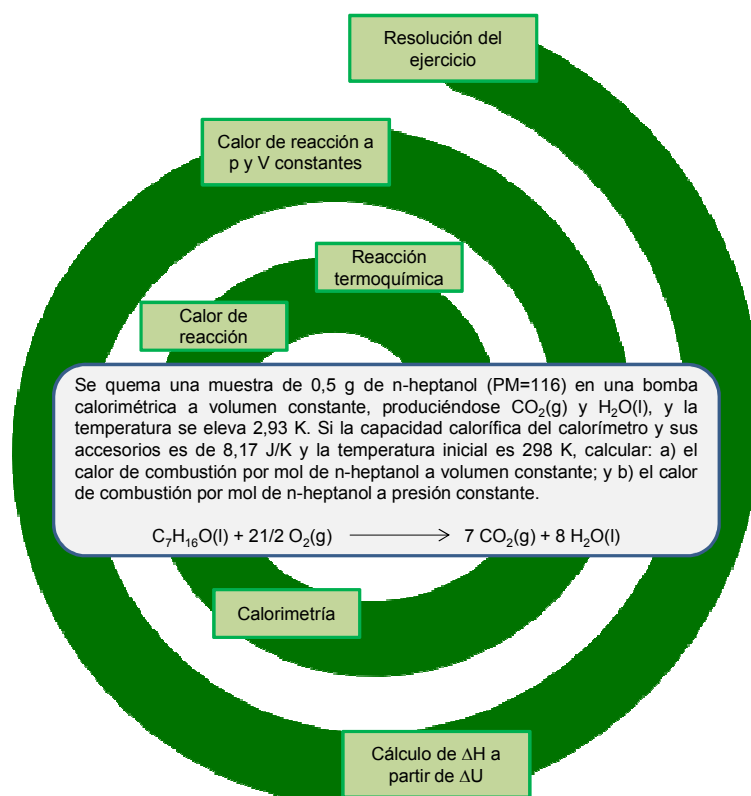 Resolución del
ejercicio
Calor de reacción a
p y V constantes
Reacción
termoquímica
Calor de
reacción
Se quema una muestra de 0,5 g de n-heptanol (PM=116) en una bomba
calorimétrica a volumen constante, produciéndose CO₂(g) y H₂O(l), y la
temperatura se eleva 2,93 K. Si la capacidad calorífica del calorímetro y sus
accesorios es de 8,17 J/K y la temperatura inicial es 298 K, calcular: a) el
calor de combustión por mol de n-heptanol a volumen constante; y b) el calor
de combustión por mol de n-heptanol a presión constante.
C₇H₁₆O(l) + 21/2 O₂(g) ⟶ 7 CO₂(g) + 8 H₂O(l)
Calorimetría
Cálculo de ΔH a
partir de ΔU